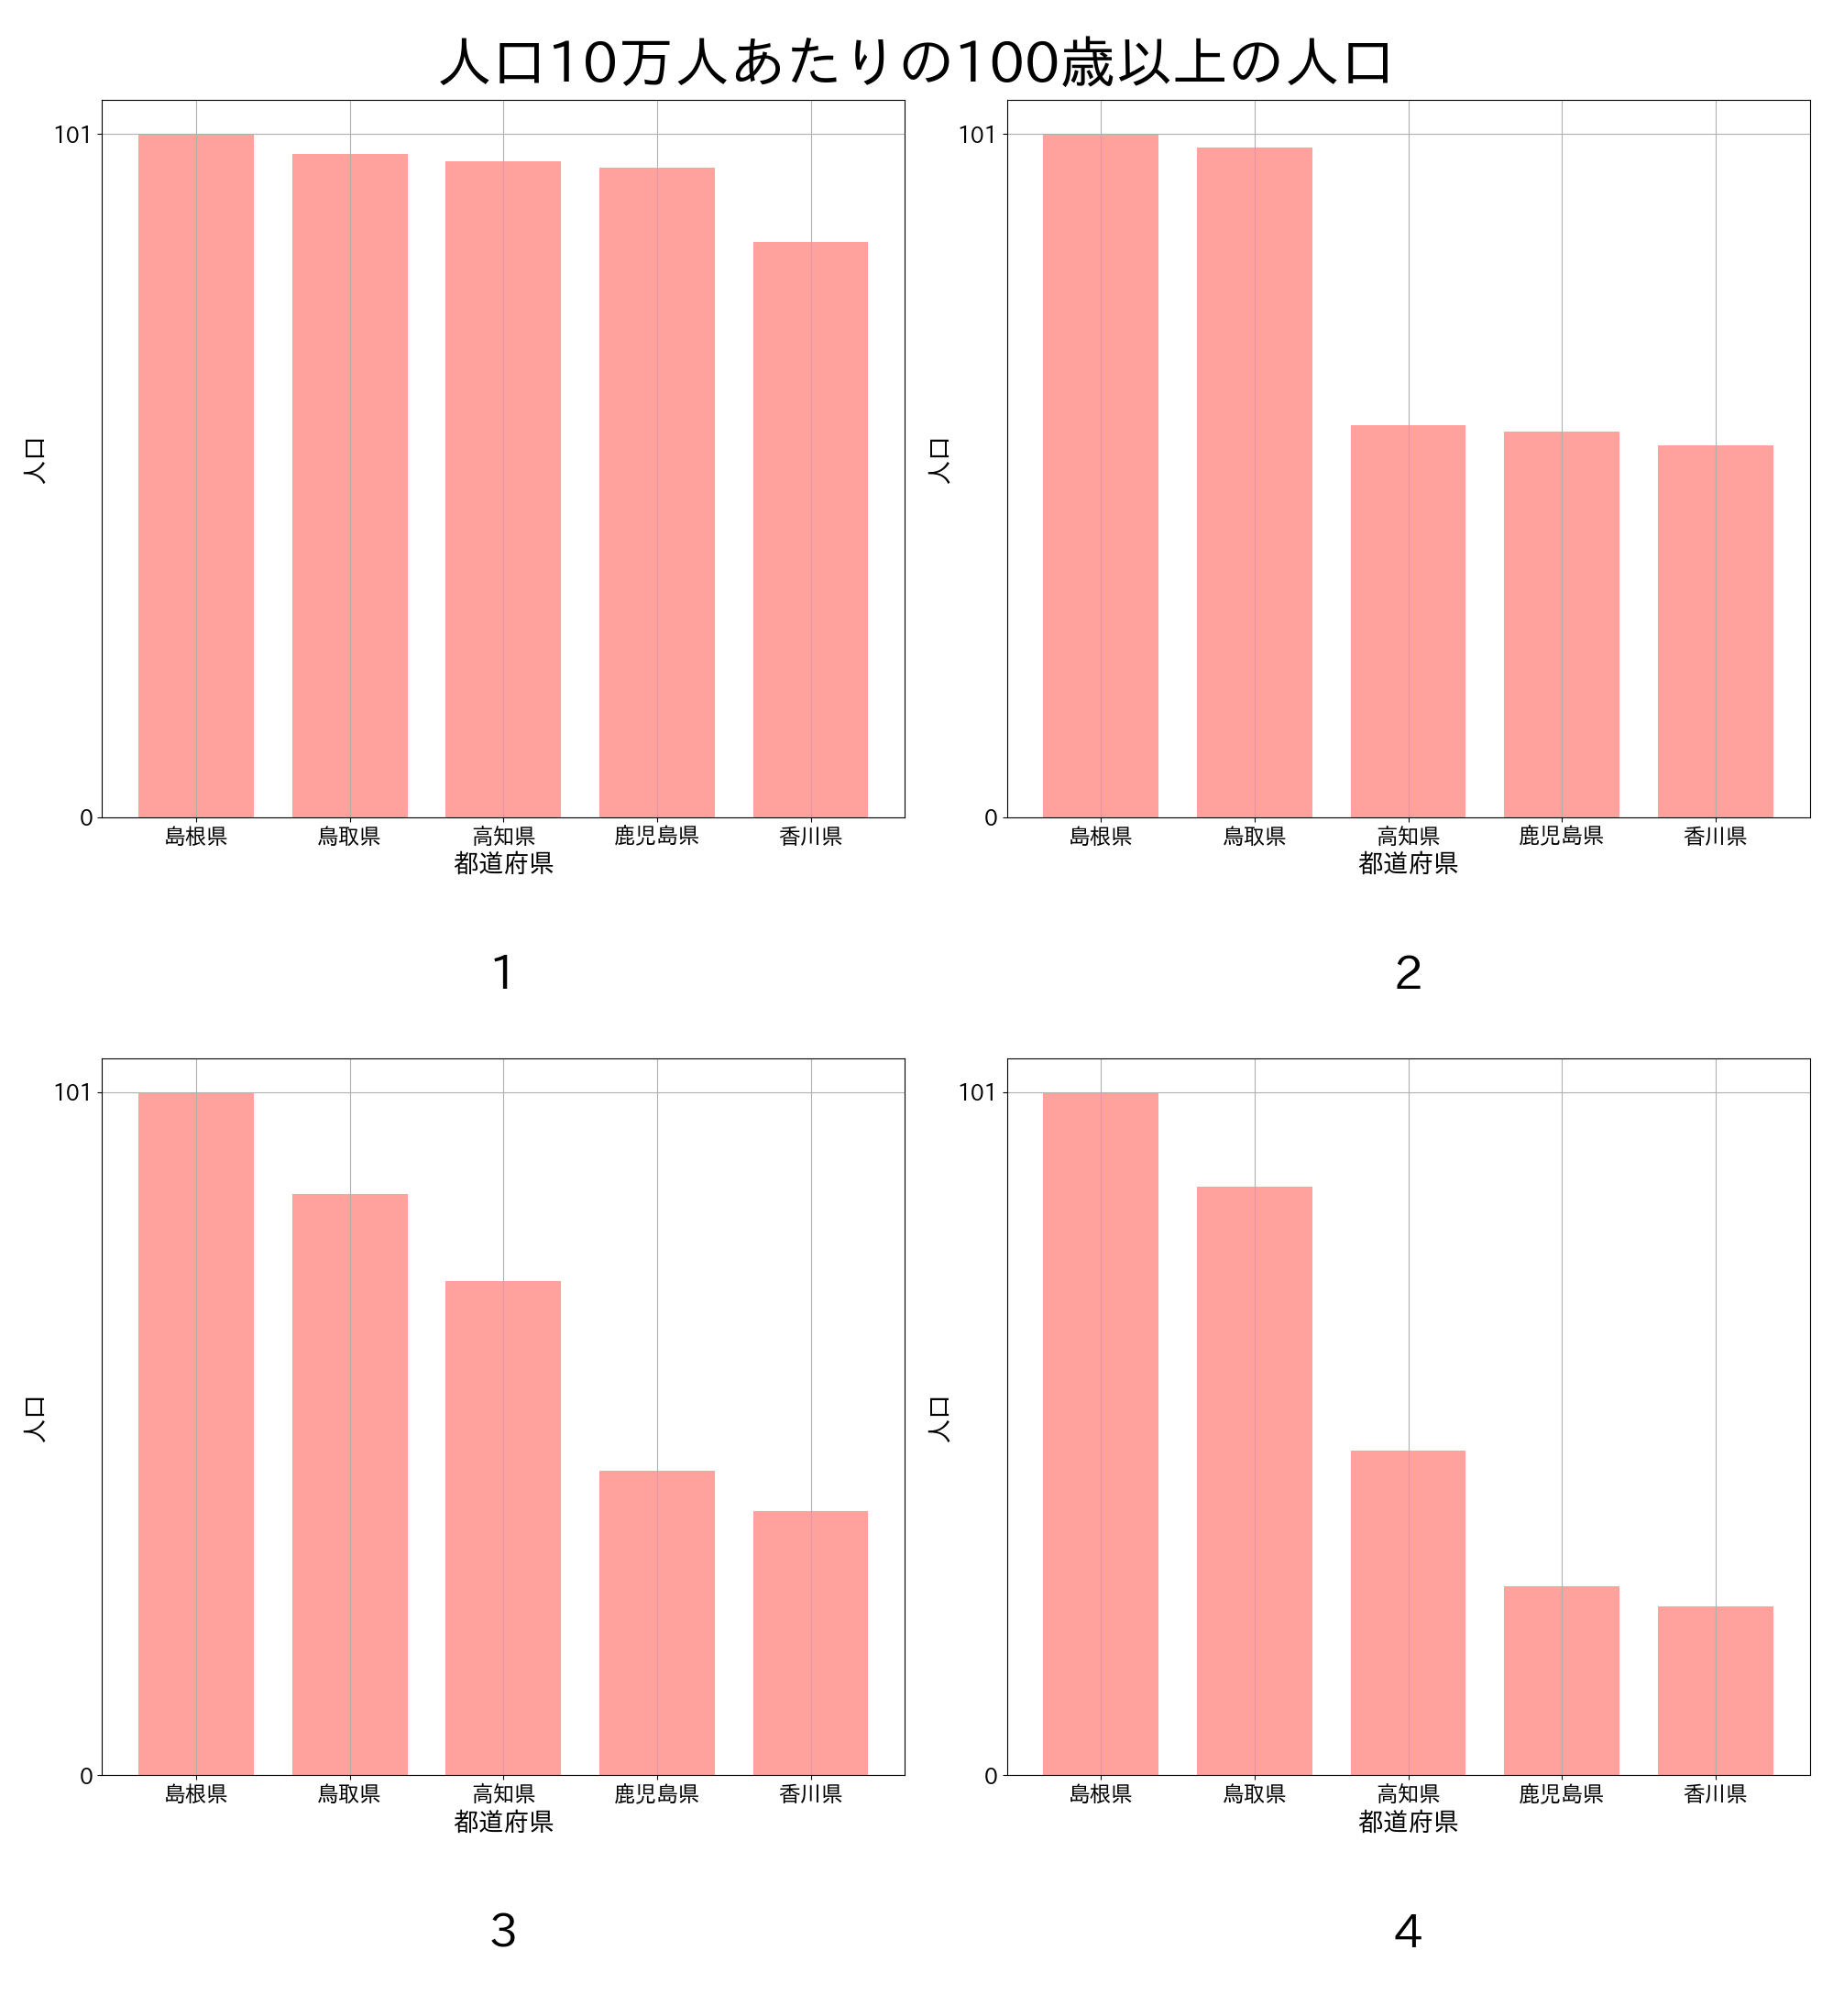 人口10万人あたりの100歳以上の人口
101
0
人口
島根県 鳥取県 高知県 鹿児島県 香川県
都道府県
1
101
0
人口
島根県 鳥取県 高知県 鹿児島県 香川県
都道府県
2
101
0
人口
島根県 鳥取県 高知県 鹿児島県 香川県
都道府県
3
101
0
人口
島根県 鳥取県 高知県 鹿児島県 香川県
都道府県
4